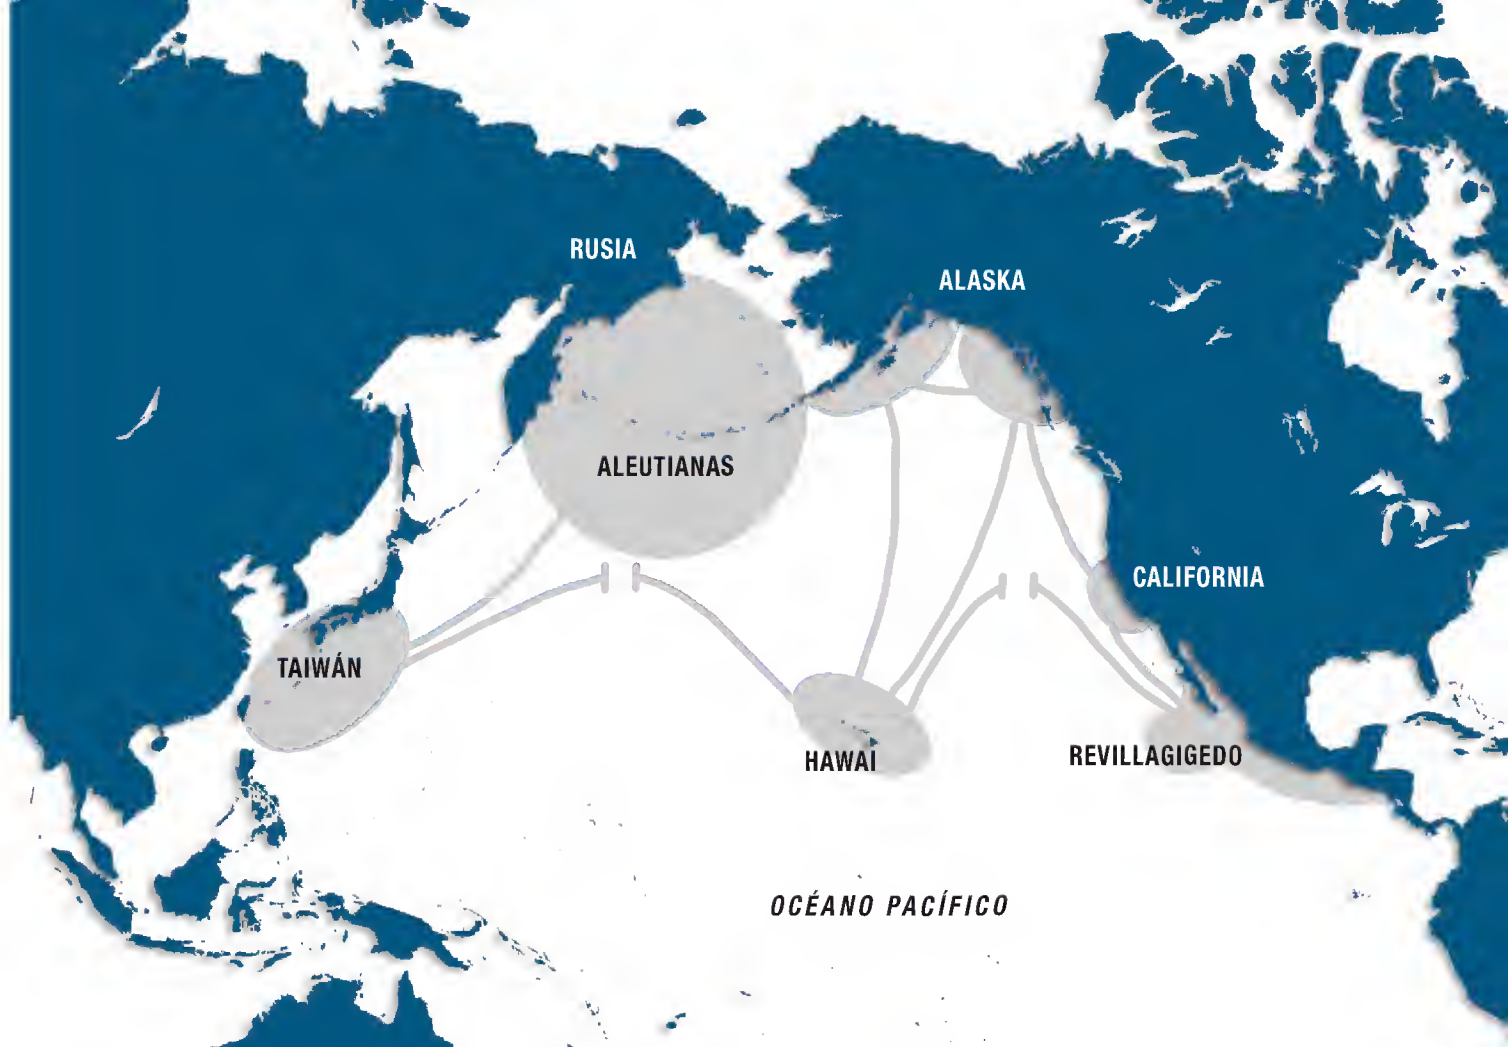 RUSIA
ALASKA
ALEUTIANAS
CALIFORNIA
TAIWÁN
HAWAI
REVILLAGIGEDO
OCÉANO PACÍFICO